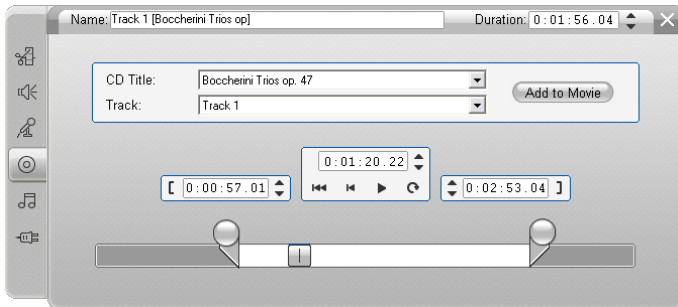 Name: Track 1 [Boccherini Trios op] Duration: 0:01:56.04
CD Title: Boccherini Trios op. 47
Add to Movie
Track: Track 1
0:01:20.22
[ 0:00:57.01 0:02:53.04 ]